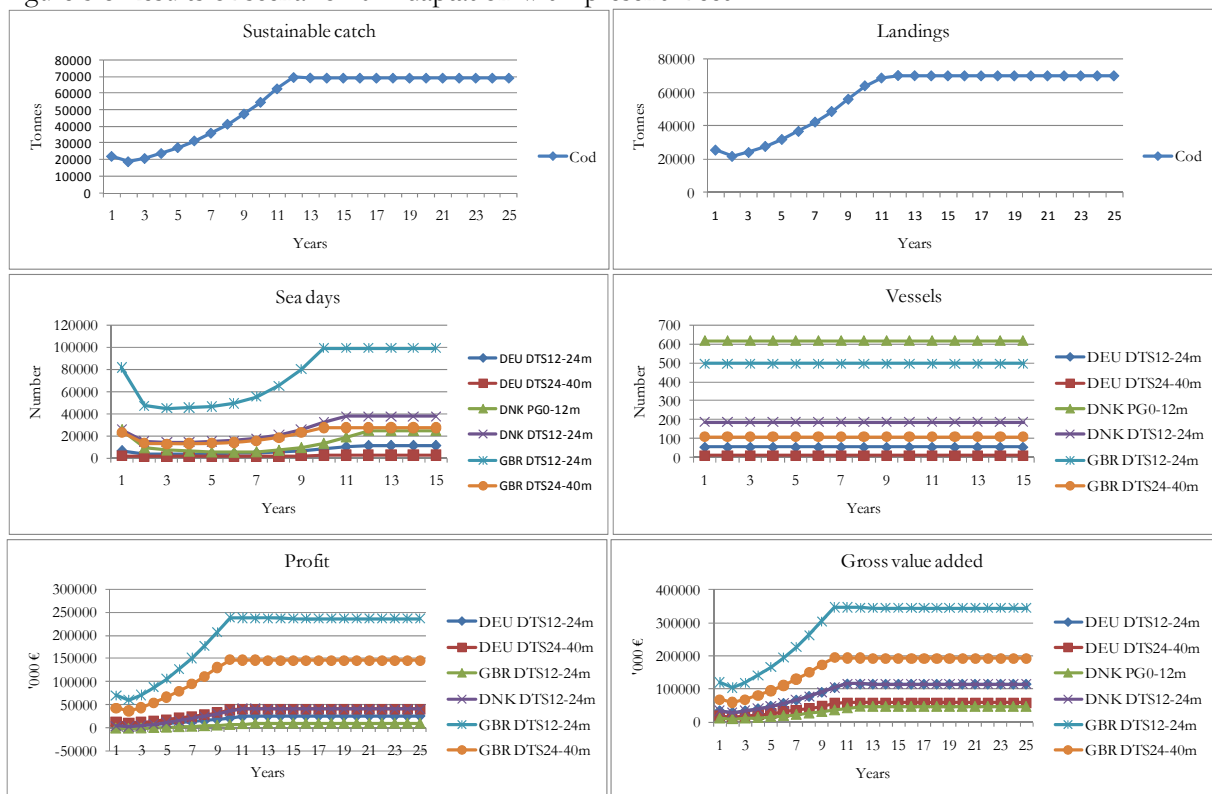 Results of scenario Adaptation with present
Sustainable catch
80000
70000
60000
50000
40000
30000
20000
10000
0
Tonnes
1 3 5 7 9 11 13 15 17 19 21 23 25
Years
Cod
Landings
80000
60000
40000
20000
0
Tonnes
1 3 5 7 9 11 13 15 17 19 21 23 25
Years
Cod
Sea days
120000
100000
80000
60000
40000
20000
0
Number
1 3 5 7 9 11 13 15
Years
DEU DTS12-24m
DEU DTS24-40m
DNK PG0-12m
DNK DTS12-24m
GBR DTS12-24m
GBR DTS24-40m
Vessels
700
600
500
400
300
200
100
0
Number
1 3 5 7 9 11 13 15
Years
DEU DTS12-24m
DEU DTS24-40m
DNK PG0-12m
DNK DTS12-24m
GBR DTS12-24m
GBR DTS24-40m
Profit
300000
250000
200000
150000
100000
50000
0
-50000
'000 €
1 3 5 7 9 11 13 15 17 19 21 23 25
Years
DEU DTS12-24m
DEU DTS24-40m
GBR DTS12-24m
DNK DTS12-24m
GBR DTS12-24m
GBR DTS24-40m
Gross value added
400000
300000
200000
100000
0
'000 €
1 3 5 7 9 11 13 15 17 19 21 23 25
Years
DEU DTS12-24m
DEU DTS24-40m
DNK PG0-12m
DNK DTS12-24m
GBR DTS12-24m
GBR DTS24-40m